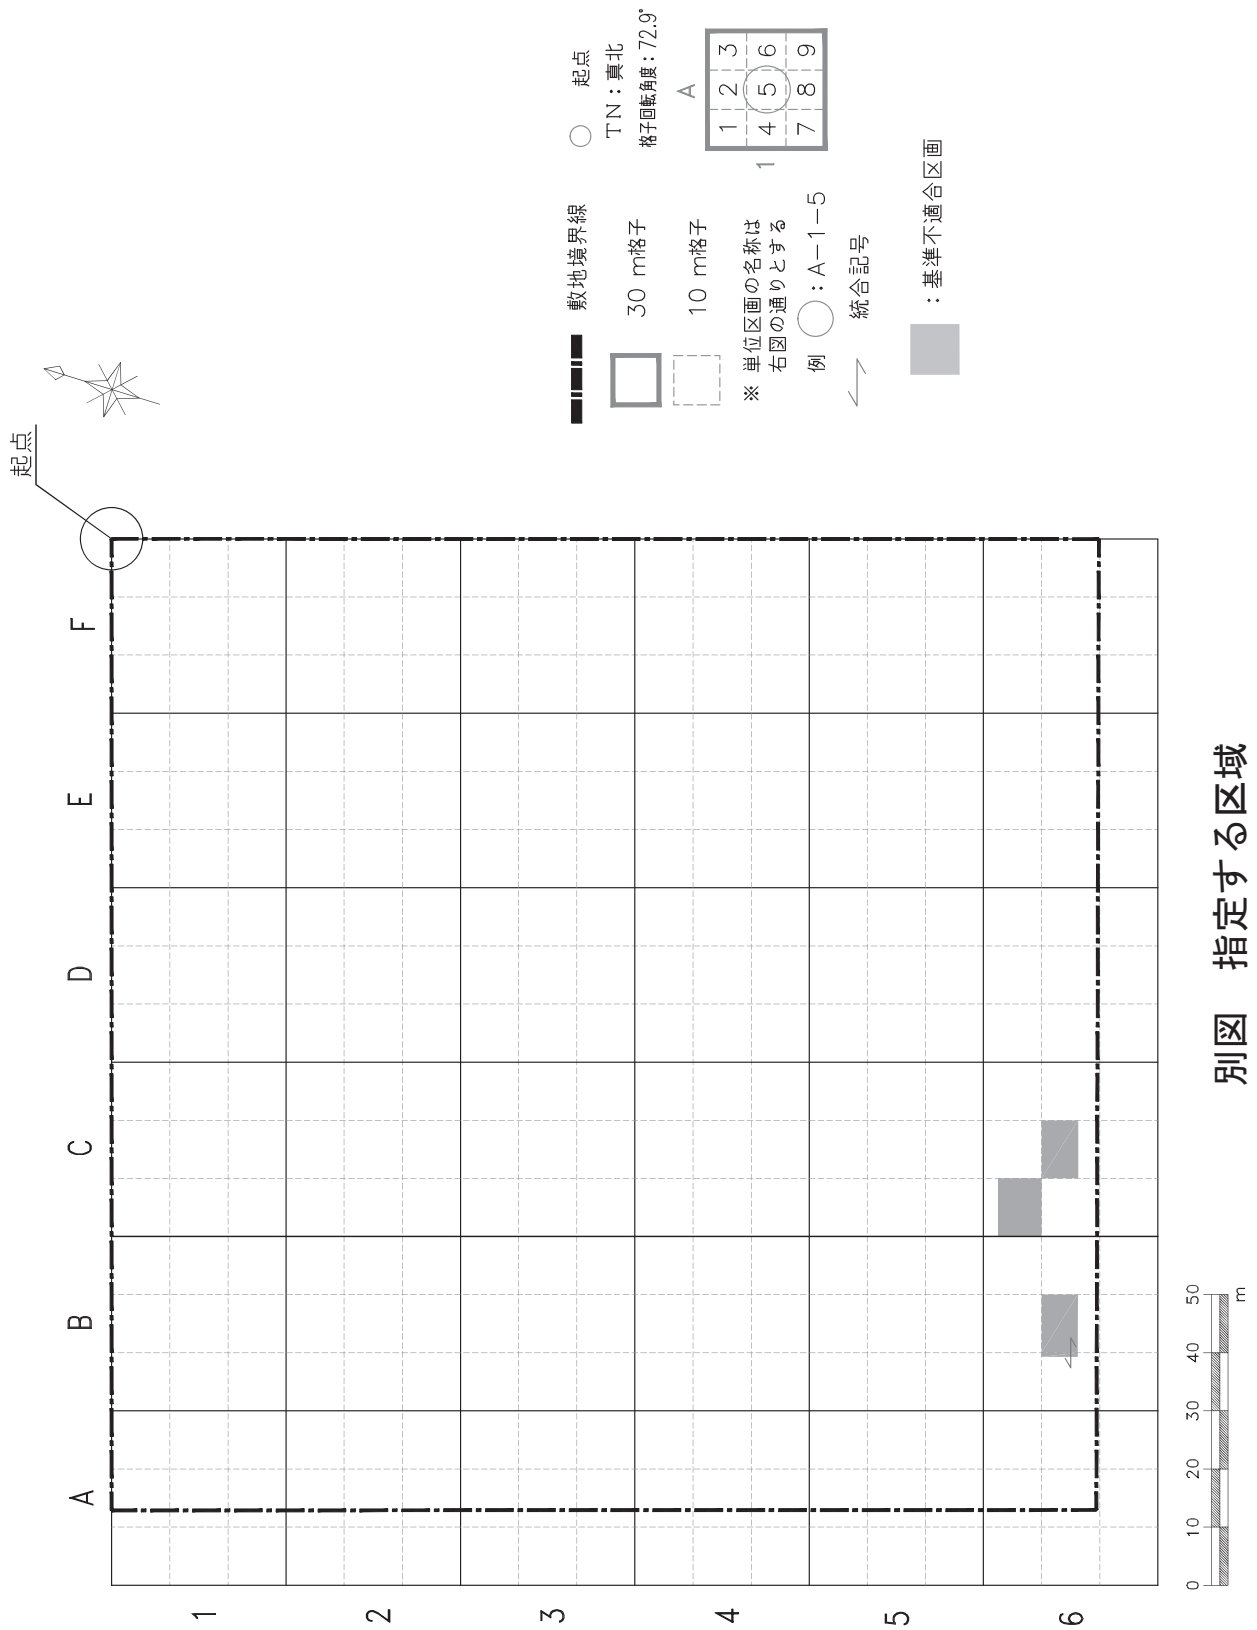 起点
A B C D E F
1
2
3
4
5
6
敷地境界線
○ 起点
TN：真北
30 m格子
格子回転角度：72.9°
10 m格子
A
1
1 2 3
4 5 6
7 8 9
※ 単位区画の名称は
右図の通りとする
例 ○：A－1－5
統合記号
：基準不適合区画
0 10 20 30 40 50
m
別図 指定する区域